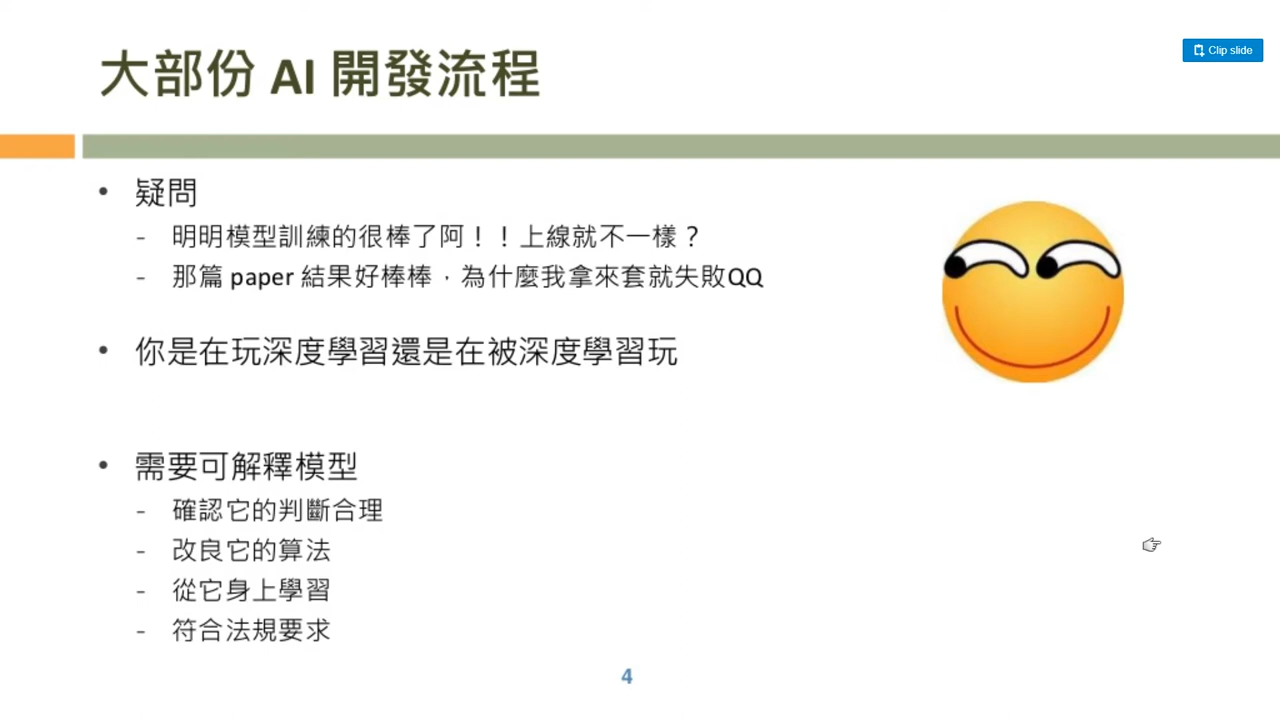 大部份 AI 開發流程
Clip slide
• 疑問
- 明明模型訓練的很棒了阿！！上線就不一樣？
- 那篇 paper 結果好棒棒，為什麼我拿來套就失敗QQ
• 你是在玩深度學習還是在被深度學習玩
• 需要可解釋模型
- 確認它的判斷合理
- 改良它的算法
- 從它身上學習
- 符合法規要求
4